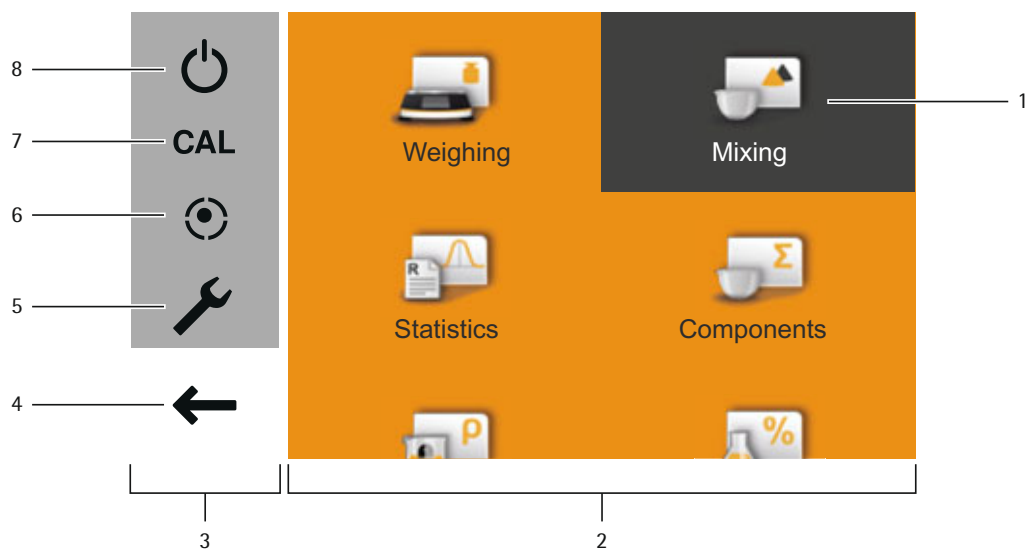 8
7 CAL
6
5
4
3
Weighing
Mixing
1
R
Σ
Statistics
Components
ρ
%
2